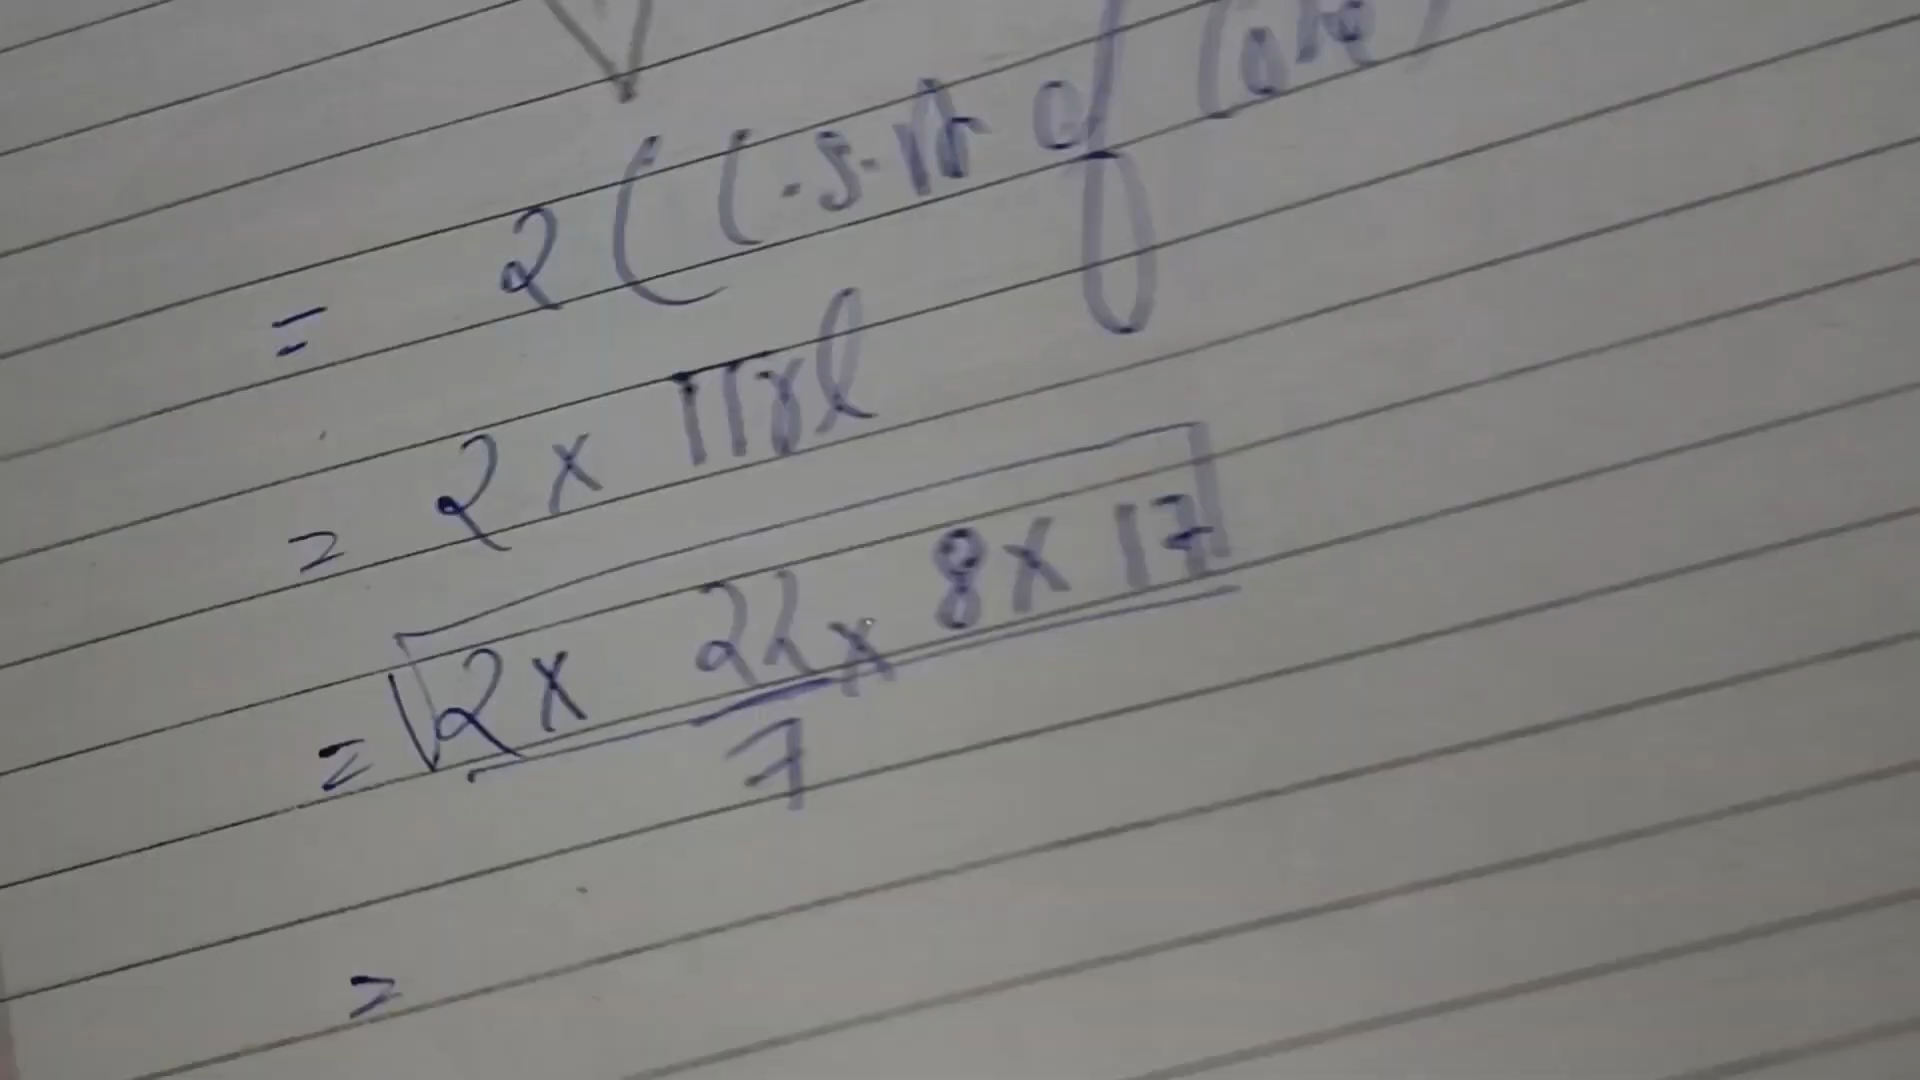 = 2 ( C.S.A of Cone )
= 2 x πrl
= √2 x 22/7 x 8 x 17
=